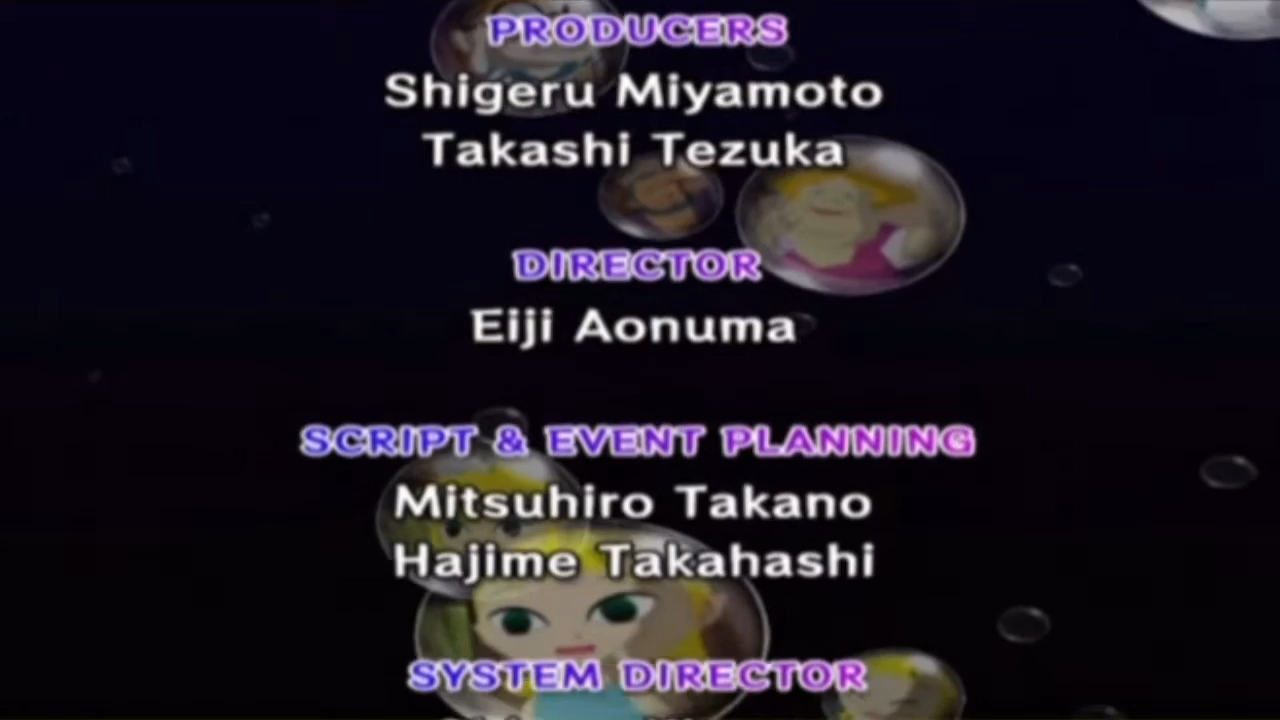 PRODUCERS
Shigeru Miyamoto
Takashi Tezuka
DIRECTOR
Eiji Aonuma
SCRIPT & EVENT PLANNING
Mitsuhiro Takano
Hajime Takahashi
SYSTEM DIRECTOR